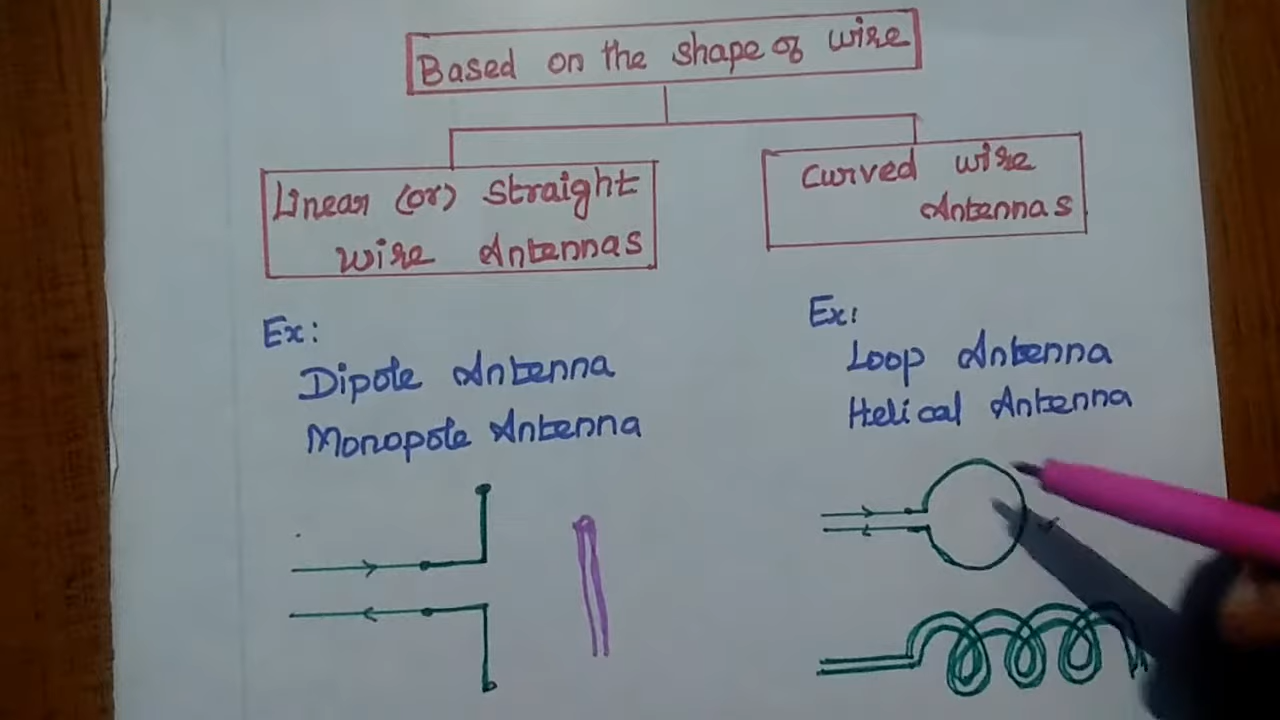 Based on the shape of wire
Linear (or) Straight
wire Antennas
Curved wire
Antennas
Ex:
Dipole Antenna
Monopole Antenna
Ex:
Loop Antenna
Helical Antenna